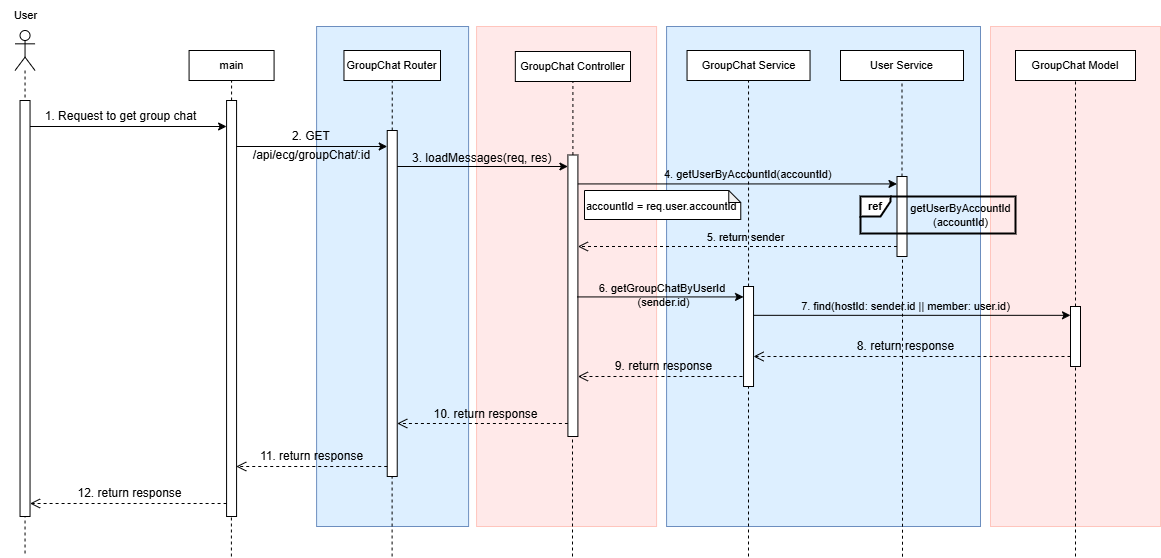 User
main
GroupChat Router
GroupChat Controller
GroupChat Service
User Service
GroupChat Model
1. Request to get group chat
2. GET
/api/ecg/groupChat/:id
3. loadMessages(req, res)
4. getUserByAccountId(accountId)
accountId = req.user.accountId
ref
getUserByAccountId
(accountId)
5. return sender
6. getGroupChatByUserId
(sender.id)
7. find(hostId: sender.id || member: user.id)
8. return response
9. return response
10. return response
11. return response
12. return response